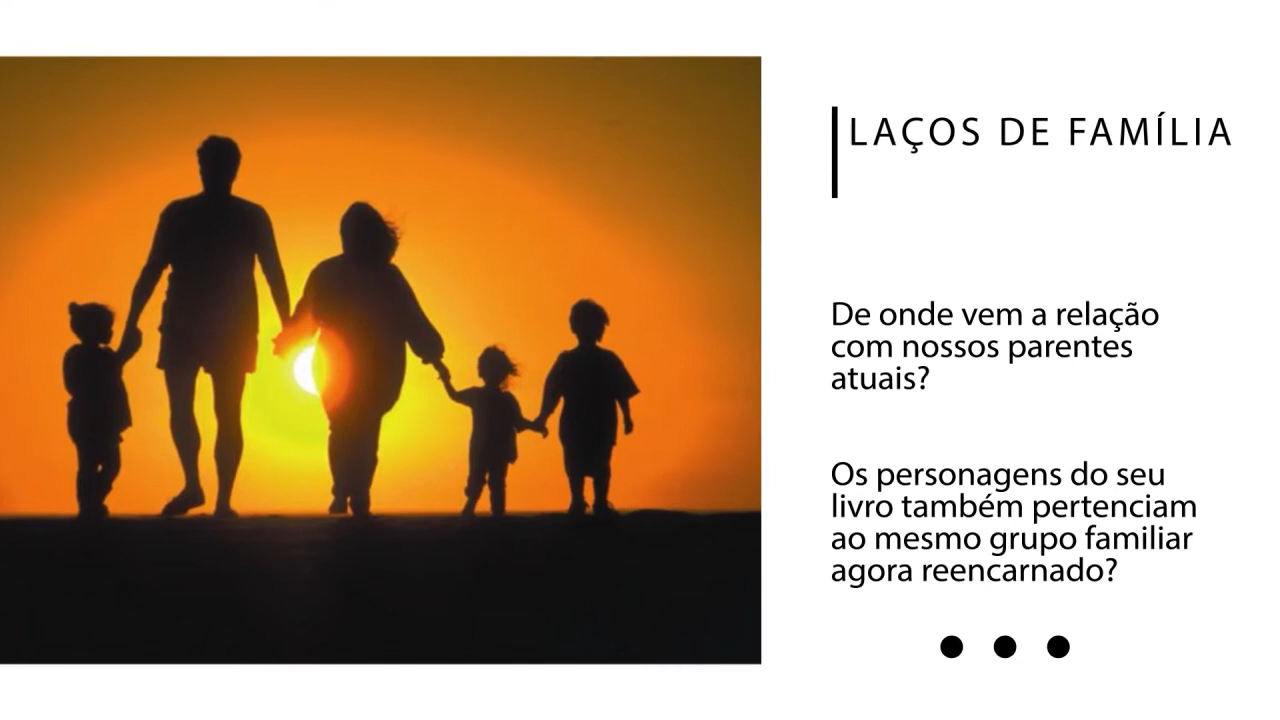 LAÇOS DE FAMÍLIA
De onde vem a relação
com nossos parentes
atuais?
Os personagens do seu
livro também pertenciam
ao mesmo grupo familiar
agora reencarnado?